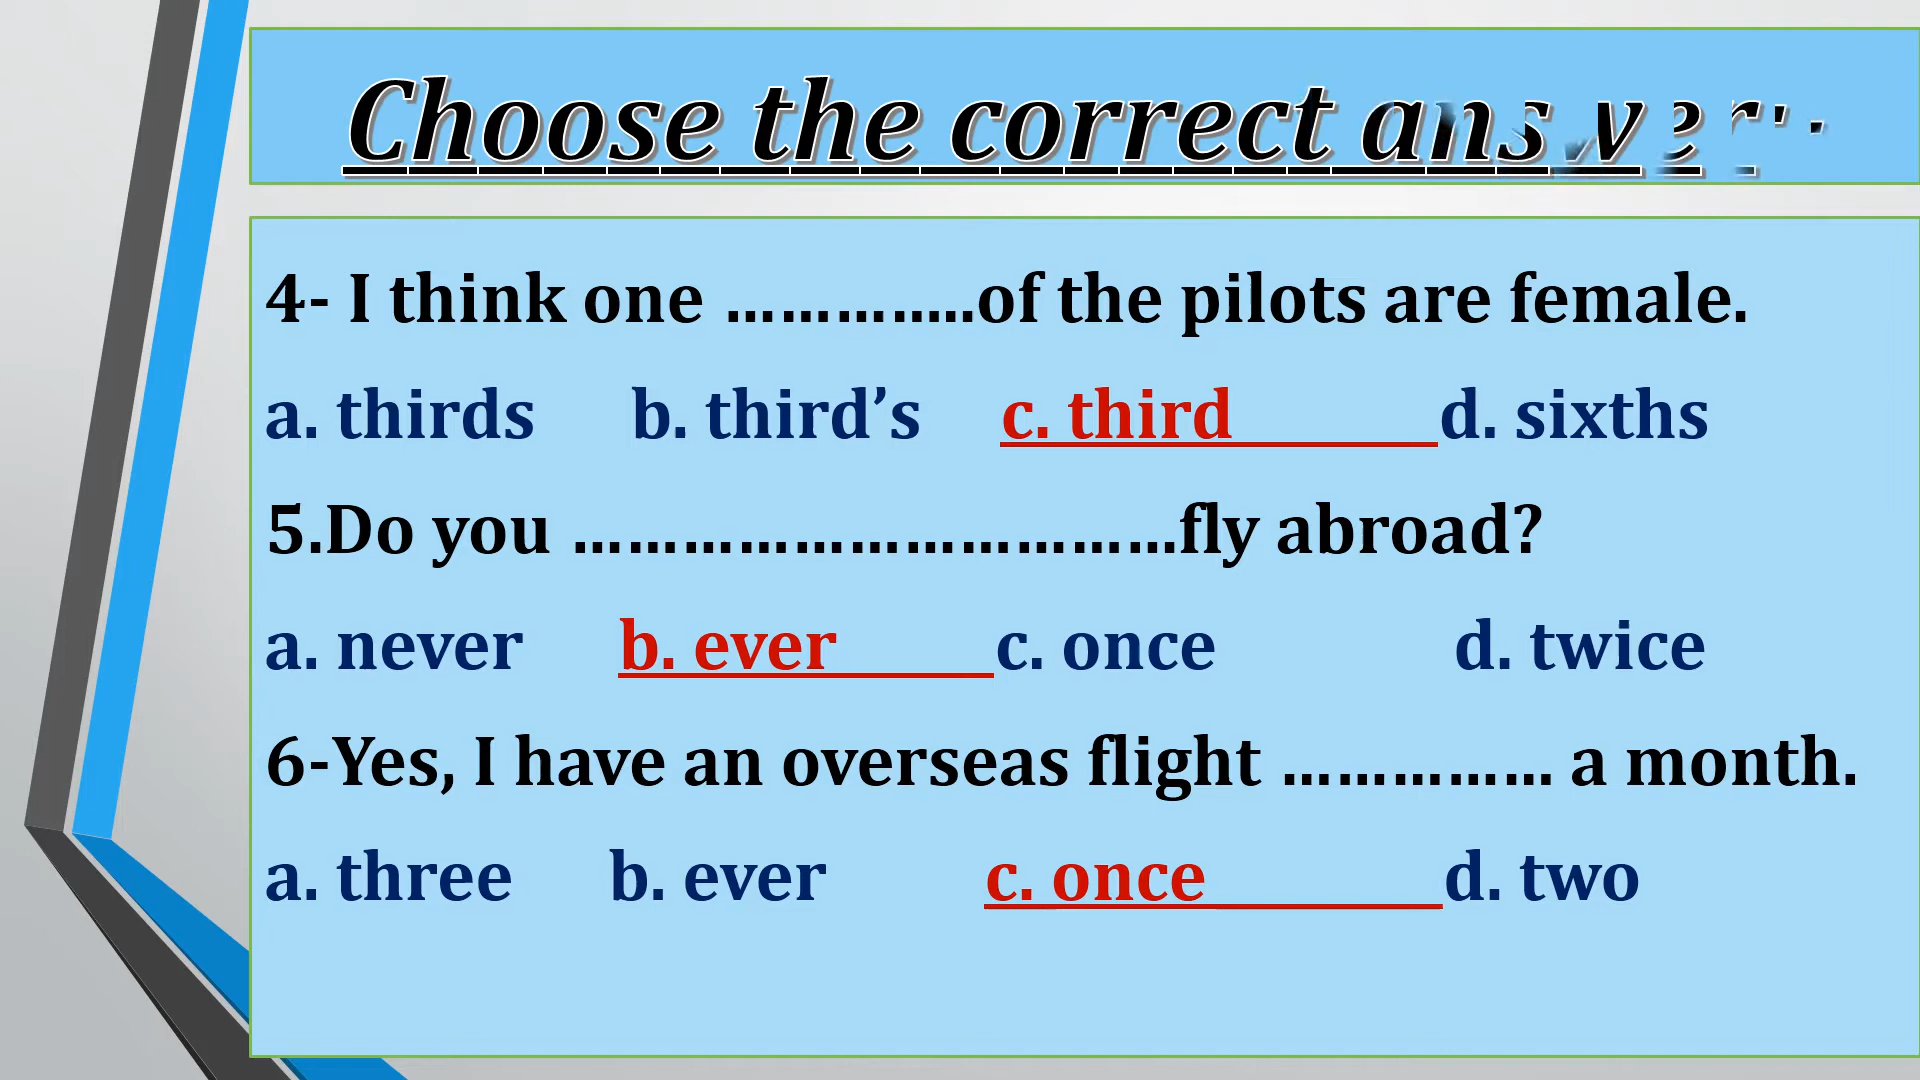 Choose the correct answer:
4- I think one …………..of the pilots are female.
a. thirds b. third’s c. third d. sixths
5.Do you ……………………………fly abroad?
a. never b. ever c. once d. twice
6-Yes, I have an overseas flight …………… a month.
a. three b. ever c. once d. two